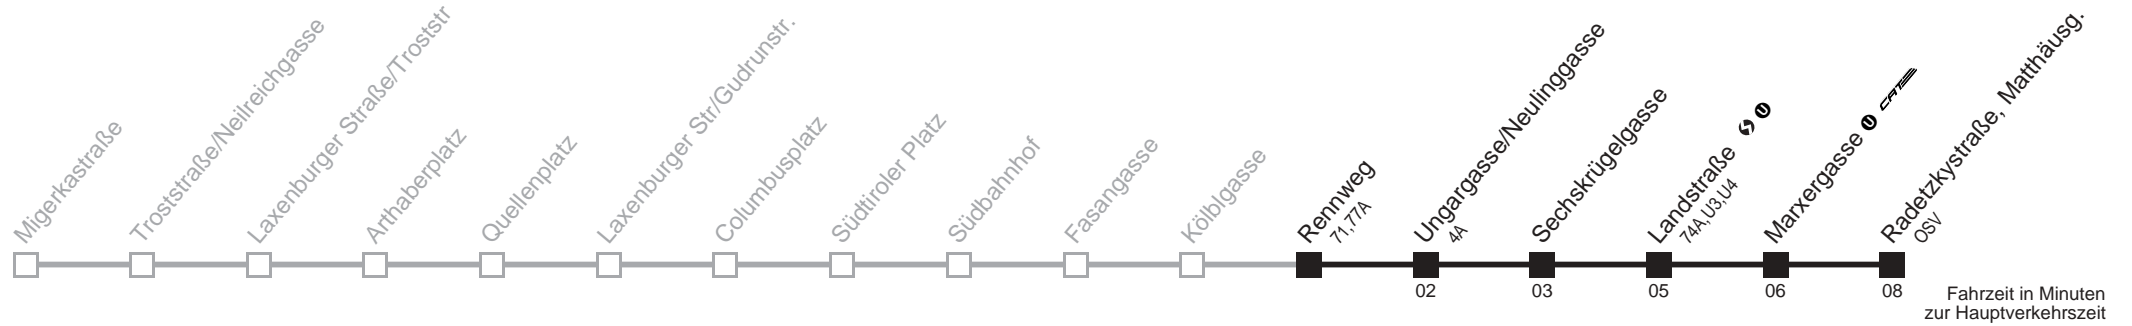 Migerkastraße
Troststraße/Neilreichgasse
Laxenburger Straße/Troststr
Arthaberplatz
Quellenplatz
Laxenburger Str/Gudrunstr.
Columbusplatz
Südtiroler Platz
Südbahnhof
Fasangasse
Kölblgasse
Rennweg
71,77A
Ungargasse/Neulinggasse
4A
Sechskrügelgasse
Landstraße
U
74A,U3,U4
Marxergasse U CAT
Radetzkystraße, Matthäusg.
OSV
02
03
05
06
08
Fahrzeit in Minuten
zur Hauptverkehrszeit